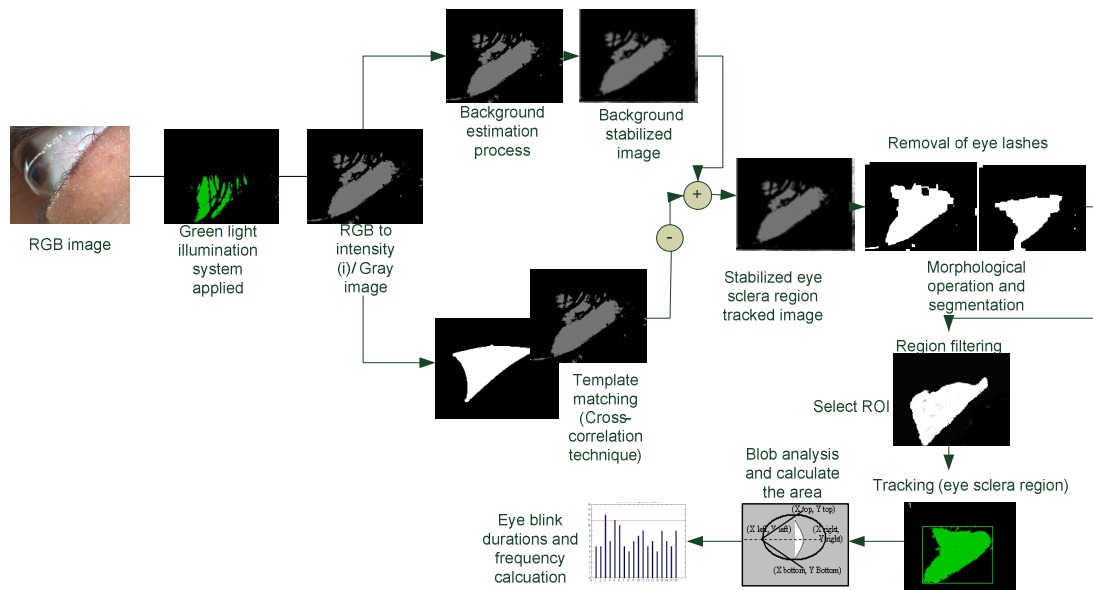 RGB image
Green light
illumination
system
applied
RGB to
intensity
(i)/ Gray
image
Background
estimation
process
Background
stabilized
image
+
-
Template
matching
(Cross-
correlation
technique)
Stabilized eye
sclera region
tracked image
Removal of eye lashes
Morphological
operation and
segmentation
Region filtering
Select ROI
Tracking (eye sclera region)
1
Blob analysis
and calculate
the area
(X top, Y top)
(X left, Y left)
(X right,
Y right)
(X bottom, Y Bottom)
Eye blink
durations and
frequency
calcuation